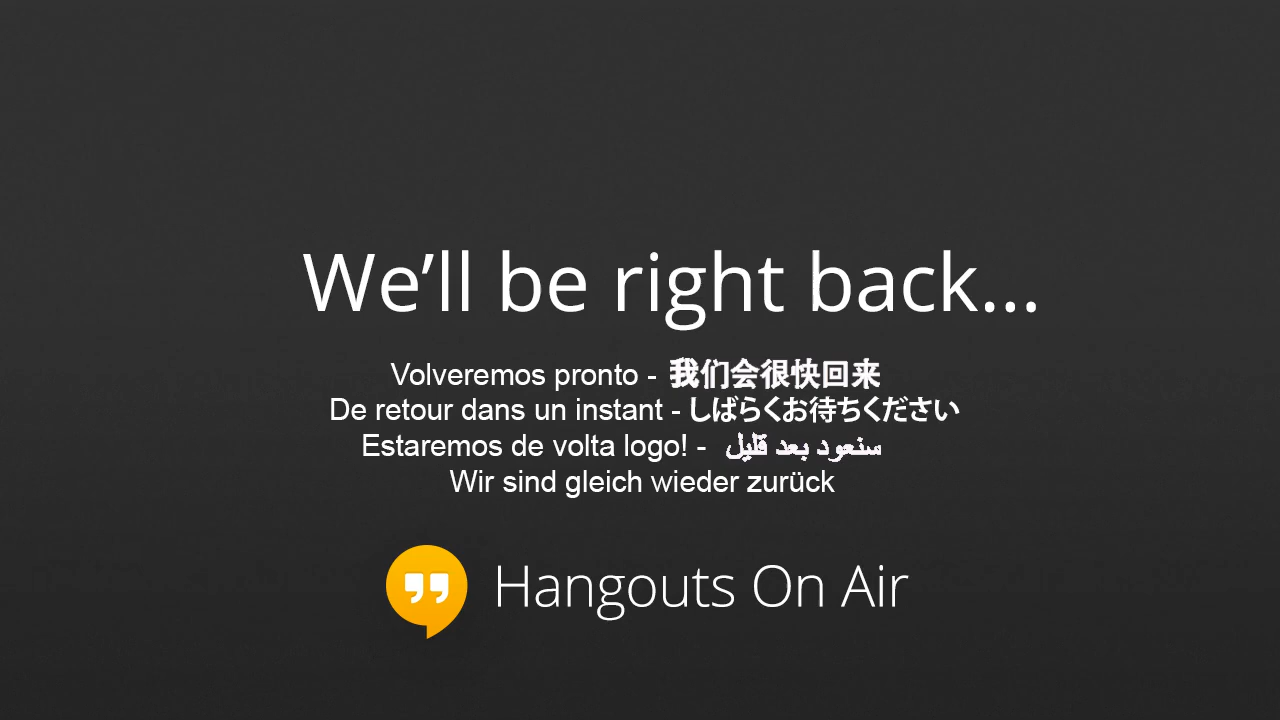 We’ll be right back...
Volveremos pronto - 我们会很快回来
De retour dans un instant - しばらくお待ちください
Estaremos de volta logo! - سنعود بعد قليل
Wir sind gleich wieder zurück
Hangouts On Air